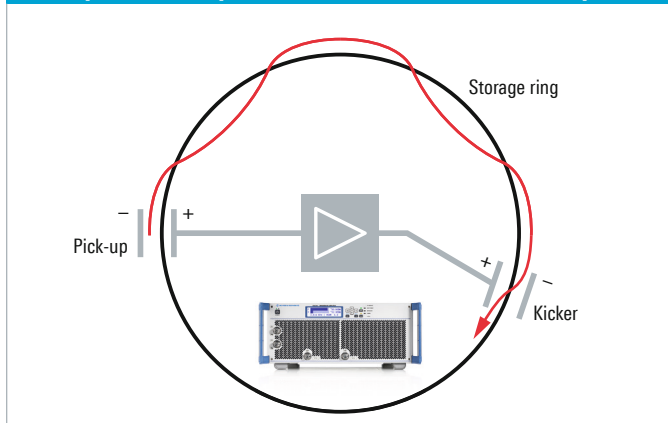 Storage ring
–
+
Pick-up
+
–
Kicker